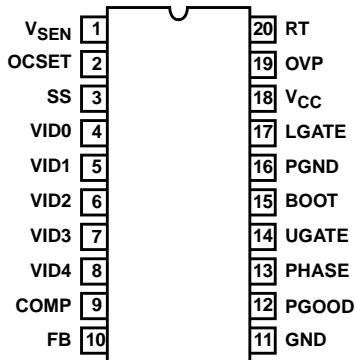 VSEN 1 20 RT
OCSET 2 19 OVP
SS 3 18 VCC
VID0 4 17 LGATE
VID1 5 16 PGND
VID2 6 15 BOOT
VID3 7 14 UGATE
VID4 8 13 PHASE
COMP 9 12 PGOOD
FB 10 11 GND